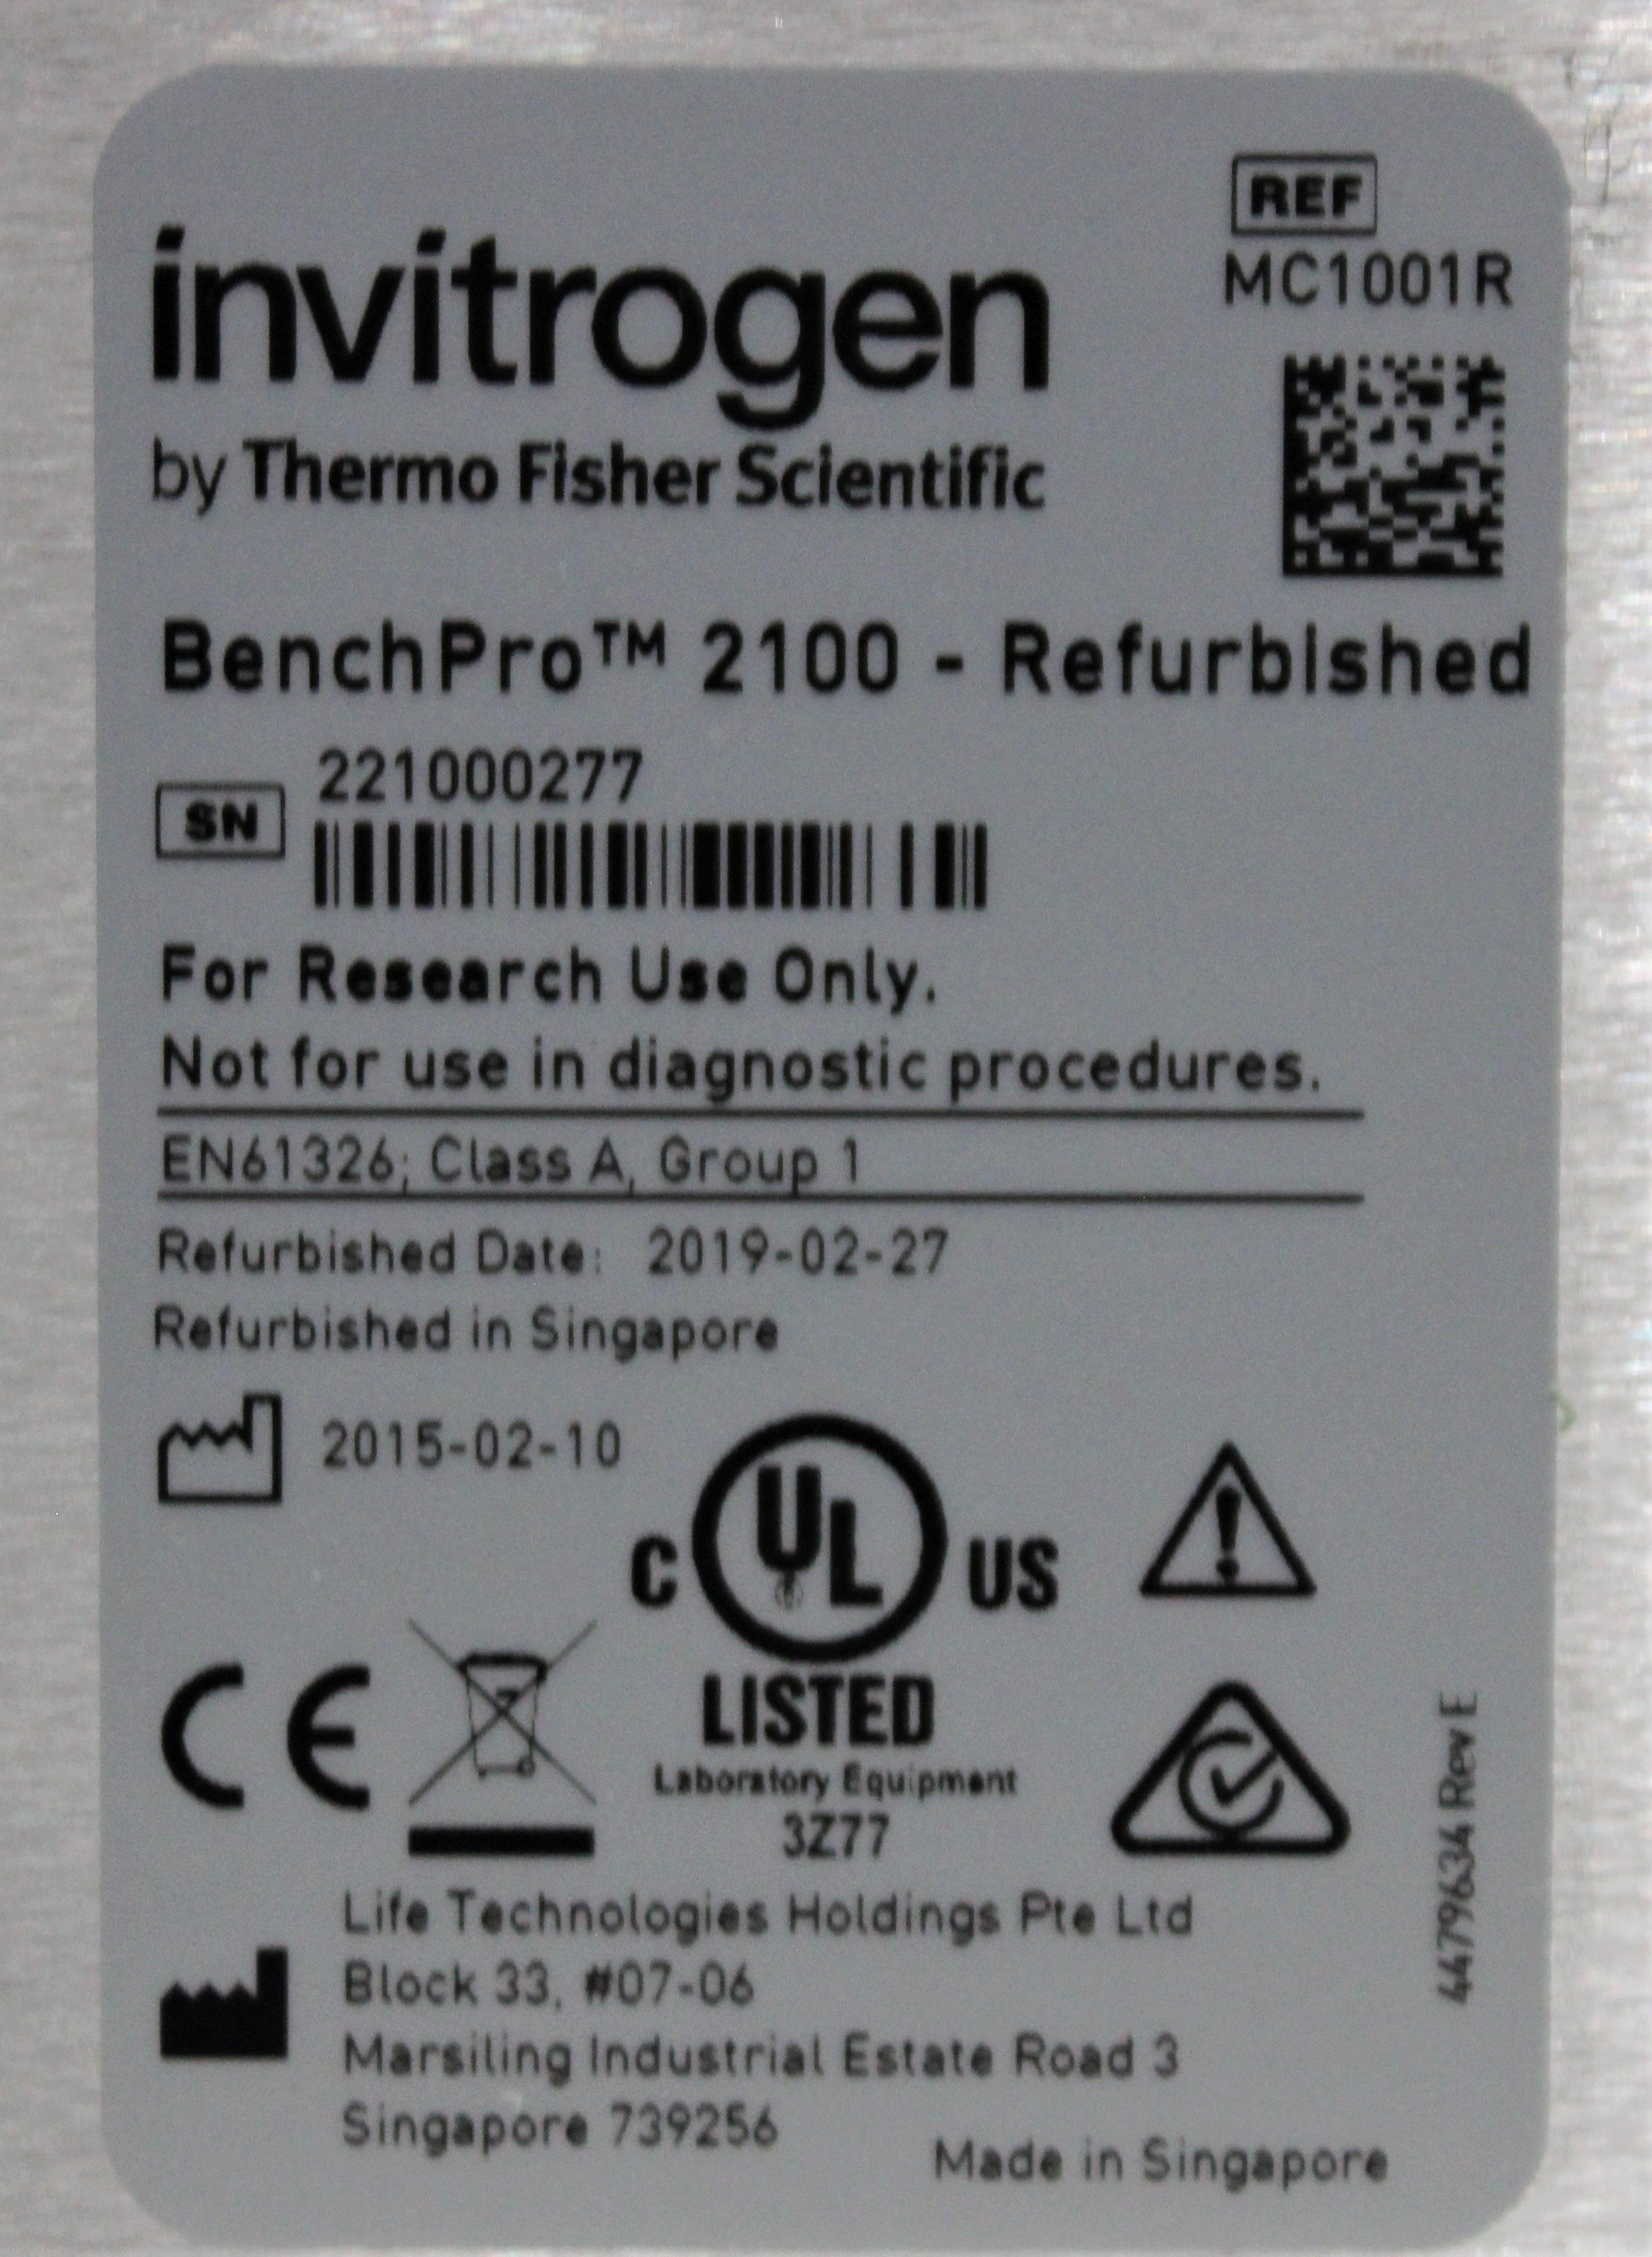 REF
MC1001R
invitrogen
by Thermo Fisher Scientific
BenchPro™ 2100 - Refurbished
SN
221000277
For Research Use Only.
Not for use in diagnostic procedures.
EN61326; Class A, Group 1
Refurbished Date: 2019-02-27
Refurbished in Singapore
2015-02-10
C UL US
LISTED
Laboratory Equipment
3Z77
CE
4479634 Rev E
Life Technologies Holdings Pte Ltd
Block 33, #07-06
Marsiling Industrial Estate Road 3
Singapore 739256
Made in Singapore